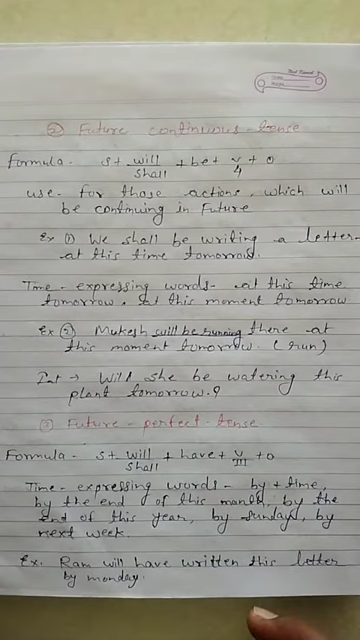 ② Future continuous tense
Formula - S + will/shall + be + V/4 + O
use - for those actions, which will
be continuing in Future
Ex ① We shall be writing a letter
at this time tomorrow.
Time - expressing words - at this time
tomorrow. At this moment tomorrow
Ex ② Mukesh will be running there at
this moment tomorrow. (run)
Int → Will she be watering this
plant tomorrow.?
③ Future - perfect - tense
Formula - S + will/shall + have + V/III + O
Time - expressing words - by + time,
by the end of this month, by the
End of this year, by sunday, by
next week.
Ex. Ram will have written this letter
by monday.